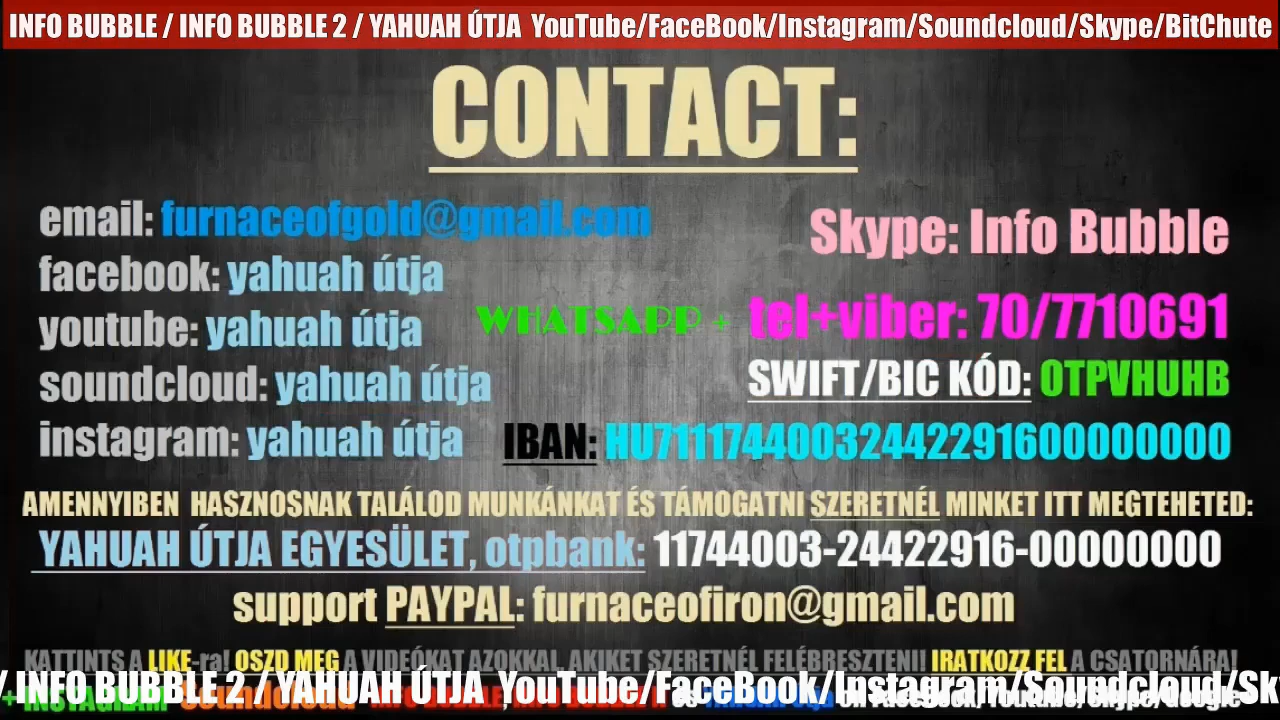 INFO BUBBLE / INFO BUBBLE 2 / YAHUAH ÚTJA YouTube/FaceBook/Instagram/Soundcloud/Skype/BitChute
CONTACT:
email: furnaceofgold@gmail.com
facebook: yahuah útja
youtube: yahuah útja
soundcloud: yahuah útja
instagram: yahuah útja
Skype: Info Bubble
WHATSAPP + tel+viber: 70/7710691
SWIFT/BIC KÓD: OTPVHUHB
IBAN: HU71117440032442291600000000
AMENNYIBEN HASZNOSNAK TALÁLOD MUNKÁNKAT ÉS TÁMOGATNI SZERETNÉL MINKET ITT MEGTEHETED:
YAHUAH ÚTJA EGYESÜLET, otpbank: 11744003-24422916-00000000
support PAYPAL: furnaceofiron@gmail.com
KATTINTS A LIKE-ra! OSZD MEG A VIDEÓKAT AZOKKAL, AKIKET SZERETNÉL FELÉBRESZTENI! IRATKOZZ FEL A CSATORNÁRA!
/ INFO BUBBLE 2 / YAHUAH ÚTJA YouTube/FaceBook/Instagram/Soundcloud/Sky